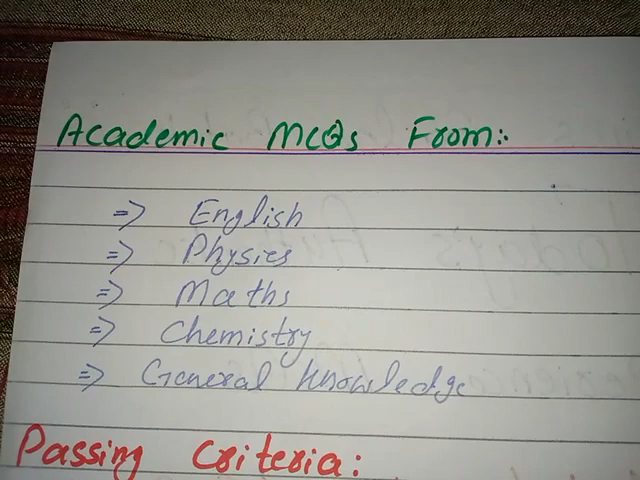 Academic MCQs From:-
=> English
=> Physics
=> Maths
=> Chemistry
=> General Knowledge
Passing Criteria: